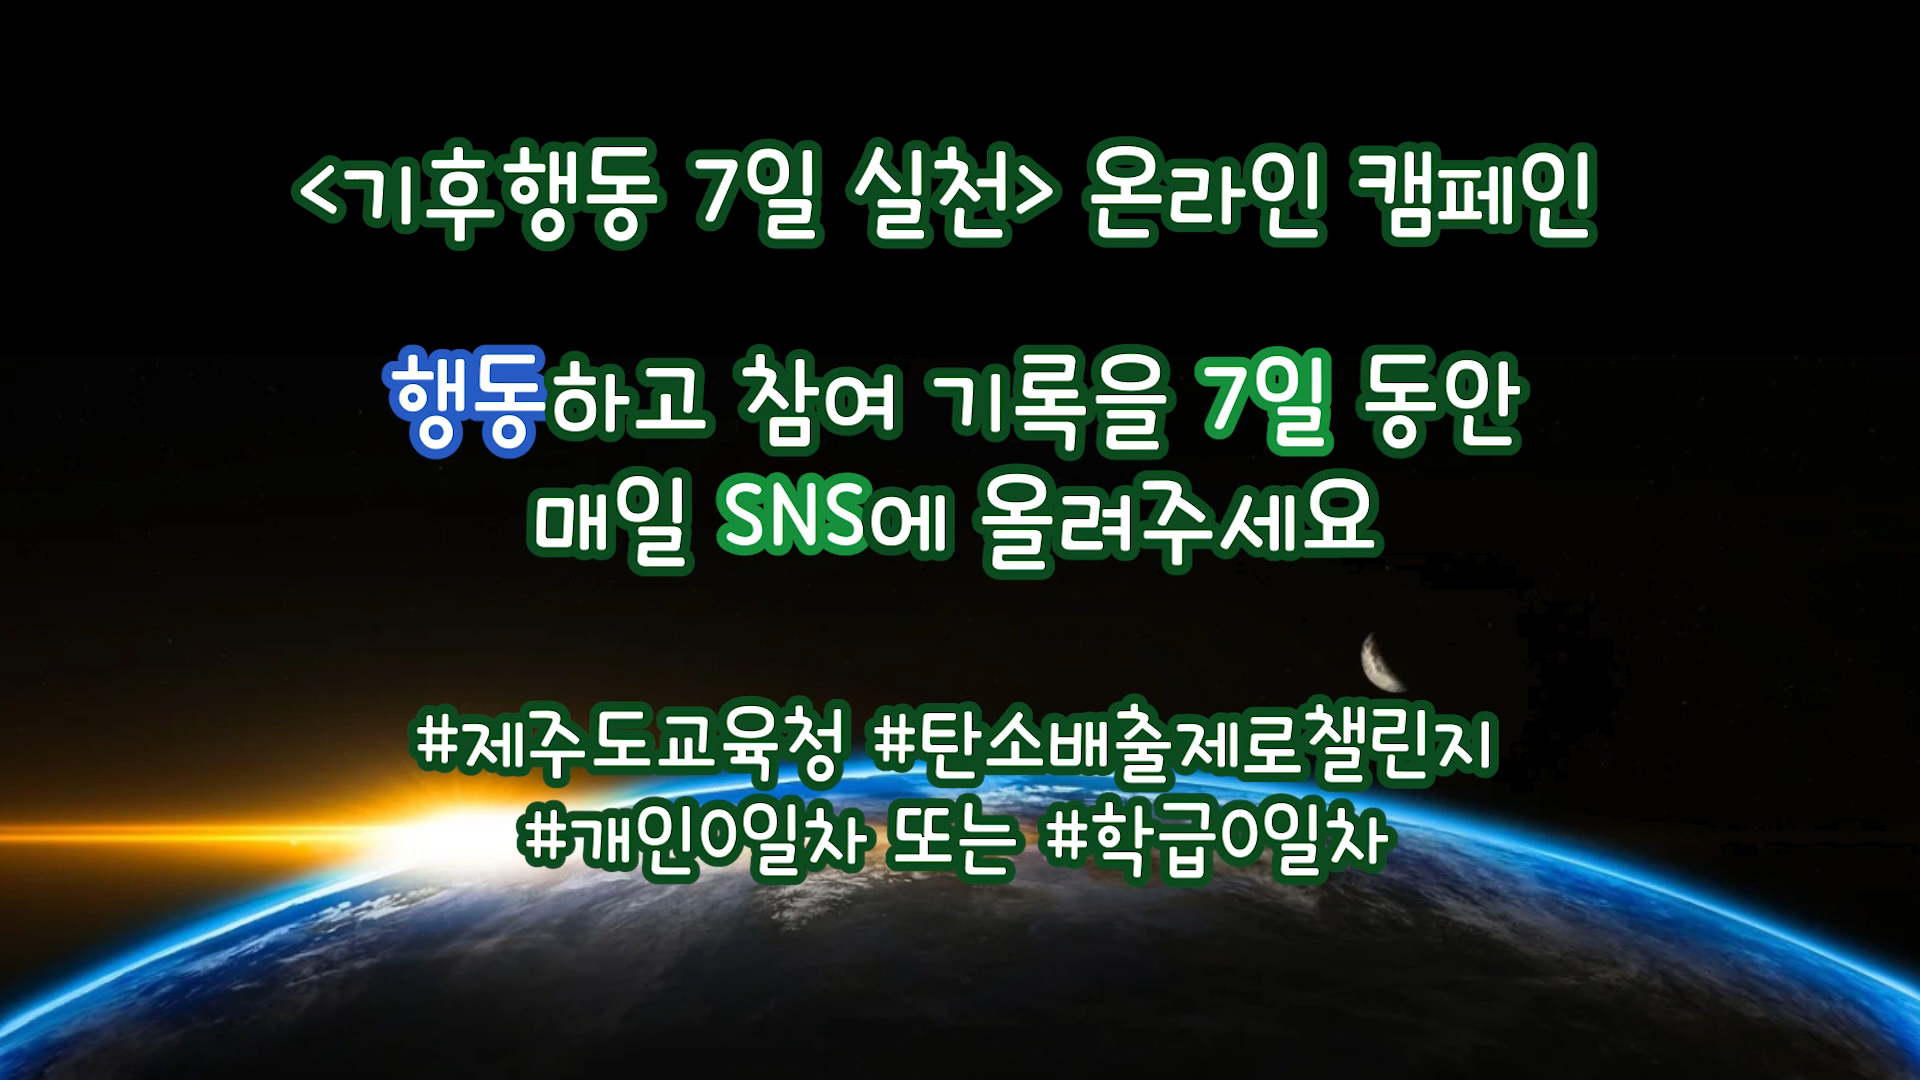 <기후행동 7일 실천> 온라인 캠페인
행동하고 참여 기록을 7일 동안
매일 SNS에 올려주세요
#제주도교육청 #탄소배출제로챌린지
#개인0일차 또는 #학급0일차